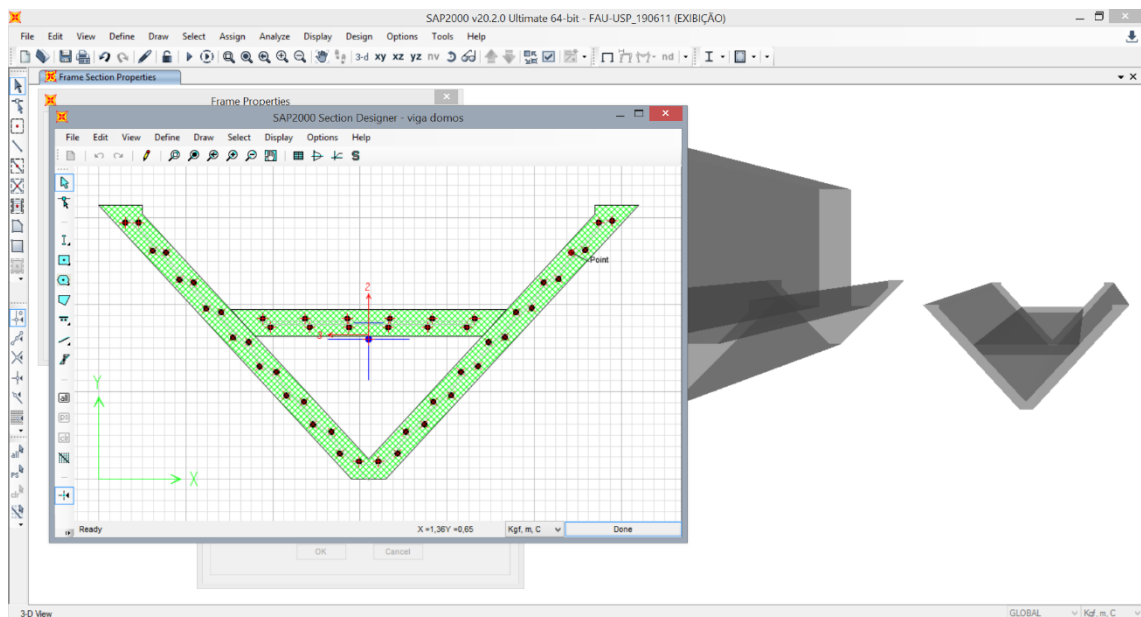 SAP2000 v20.2.0 Ultimate 64-bit - FAU-USP_190611 (EXIBIÇÃO)
File Edit View Define Draw Select Assign Analyze Display Design Options Tools Help
3-d xy xz yz nv nd
Frame Section Properties
Frame Properties
SAP2000 Section Designer - viga domos
File Edit View Define Draw Select Display Options Help
S
Point
2
3
Y
X
all
ps
clr
Ready
X =1,36Y =0,65
Kgf, m, C
Done
OK Cancel
3-D View
GLOBAL
Kgf, m, C